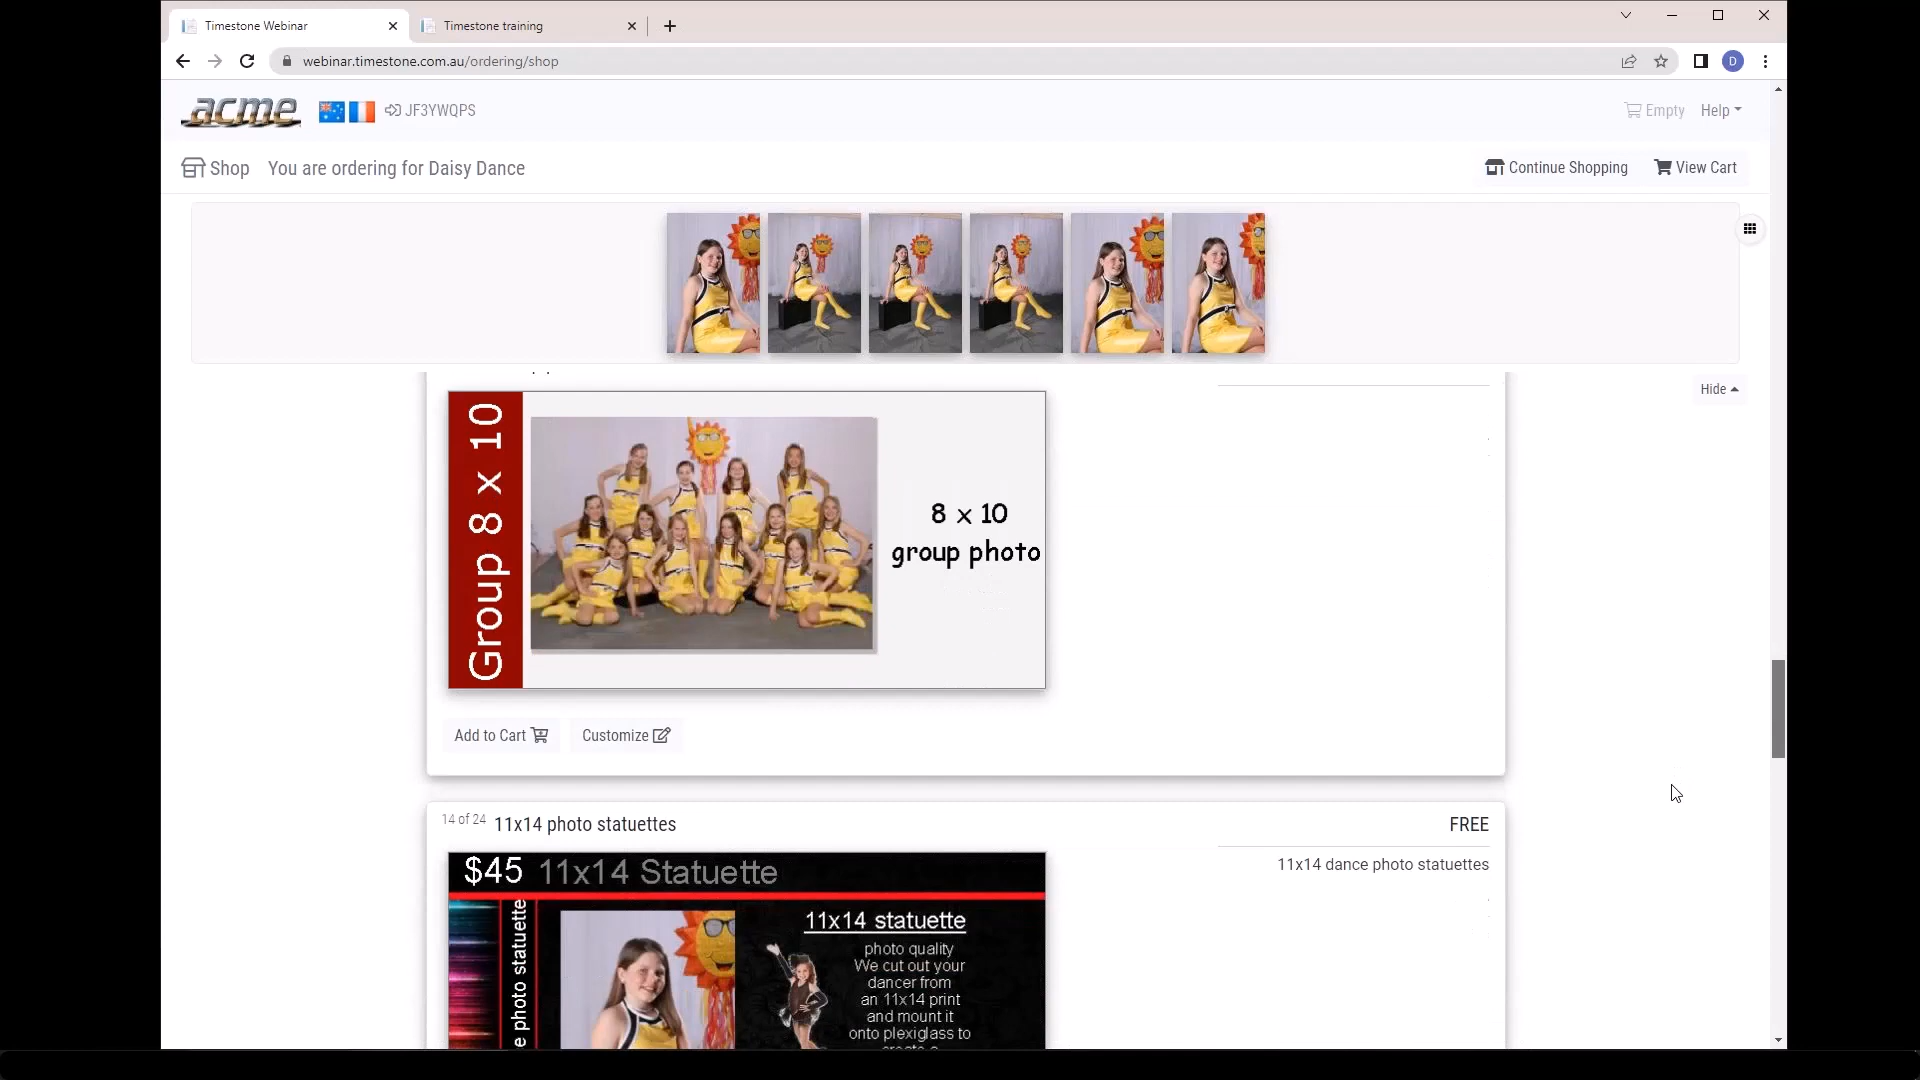 Timestone Webinar
Timestone training
webinar.timestone.com.au/ordering/shop
D
acme
JF3YWQPS
Empty
Help
Shop
You are ordering for Daisy Dance
Continue Shopping
View Cart
Hide
Group 8 x 10
8 x 10
group photo
Add to Cart
Customize
14 of 24
11x14 photo statuettes
FREE
$45 11x14 Statuette
11x14 dance photo statuettes
e photo statuette
11x14 statuette
photo quality
We cut out your
dancer from
an 11x14 print
and mount it
onto plexiglass to